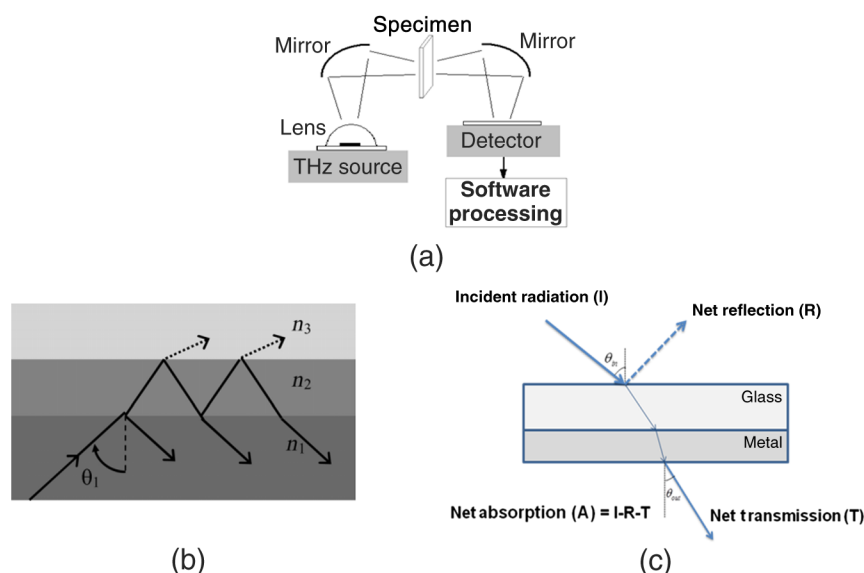 Specimen
Mirror
Mirror
Lens
THz source
Detector
Software
processing
(a)
n₃
n₂
n₁
θ₁
(b)
Incident radiation (I)
Net reflection (R)
θin
Glass
Metal
θout
Net absorption (A) = I-R-T
Net transmission (T)
(c)